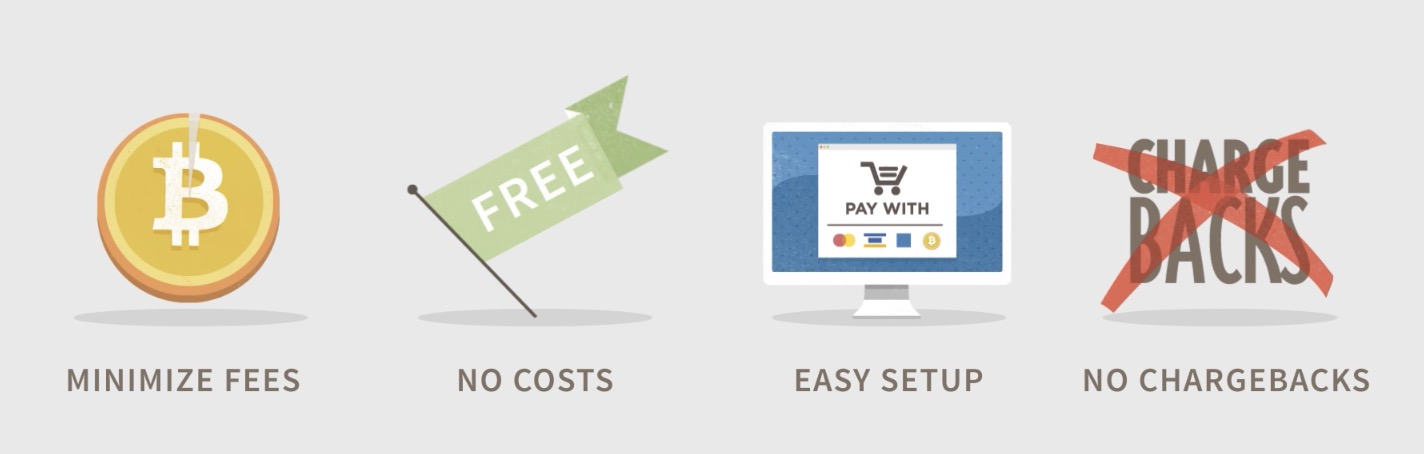 FREE
PAY WITH
CHARGE
BACKS
MINIMIZE FEES
NO COSTS
EASY SETUP
NO CHARGEBACKS